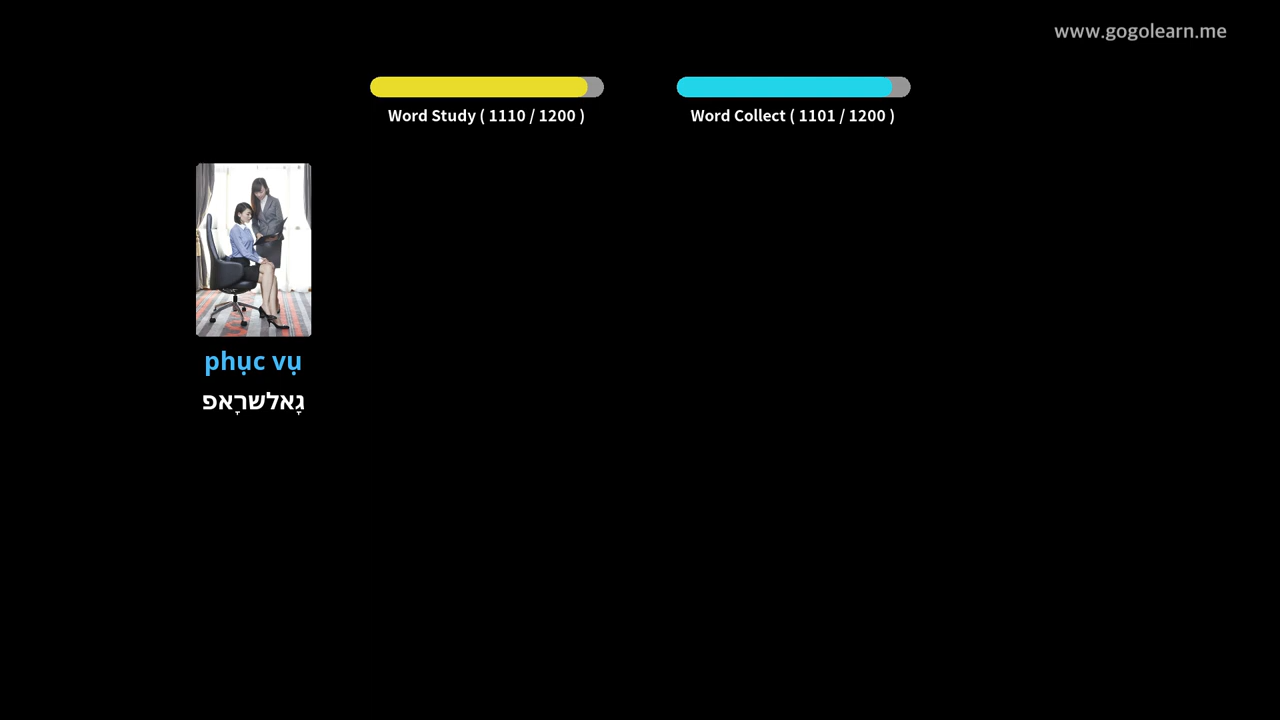 www.gogolearn.me
Word Study ( 1110 / 1200 )
Word Collect ( 1101 / 1200 )
phục vụ
גָאלשרָאפ